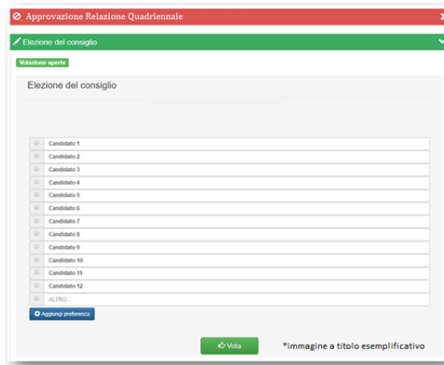 Approvazione Relazione Quadriennale
Elezione del consiglio
Votazione aperta
Elezione del consiglio
Candidato 1
Candidato 2
Candidato 3
Candidato 4
Candidato 5
Candidato 6
Candidato 7
Candidato 8
Candidato 9
Candidato 10
Candidato 11
Candidato 12
ALTRO...
Aggiungi preferenza
Vota
*immagine a titolo esemplificativo